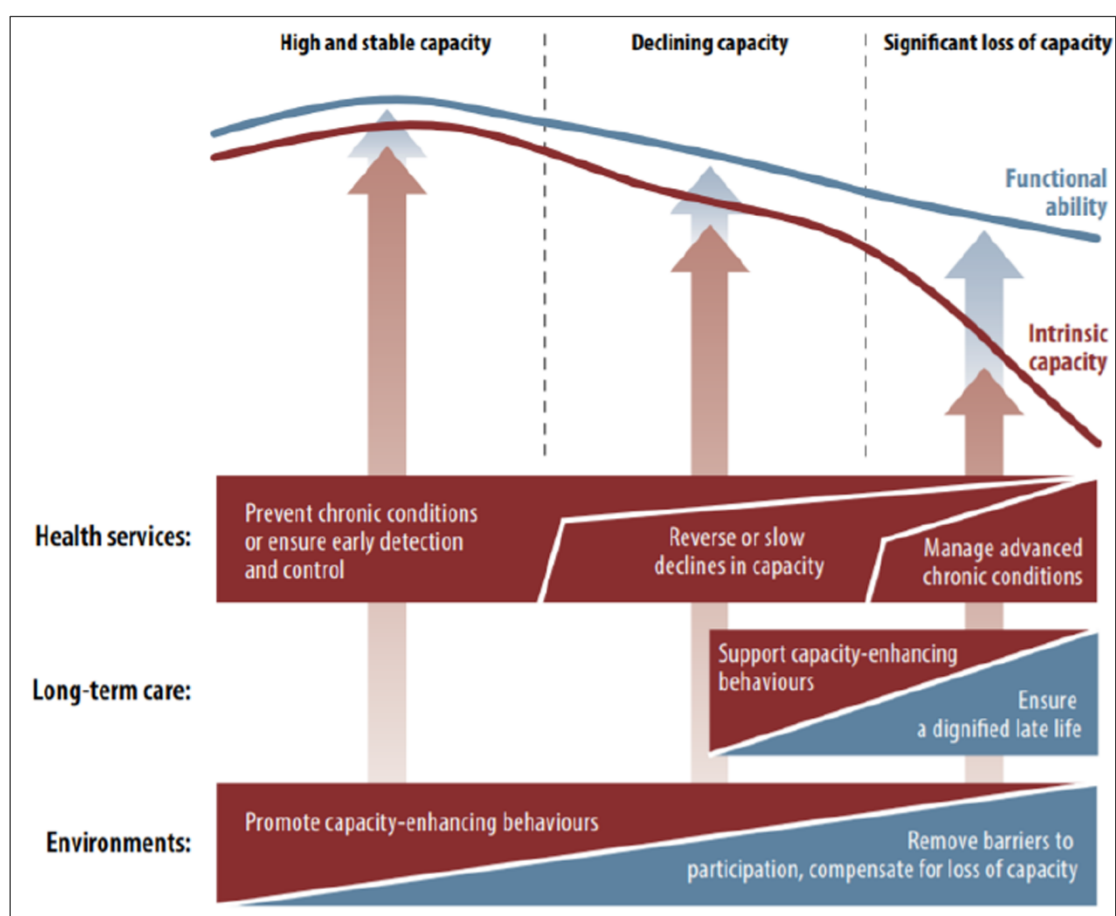 High and stable capacity
Declining capacity
Significant loss of capacity
Functional
ability
Intrinsic
capacity
Health services:
Prevent chronic conditions
or ensure early detection
and control
Reverse or slow
declines in capacity
Manage advanced
chronic conditions
Long-term care:
Support capacity-enhancing
behaviours
Ensure
a dignified late life
Environments:
Promote capacity-enhancing behaviours
Remove barriers to
participation, compensate for loss of capacity